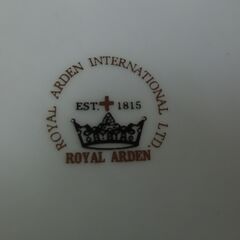 ROYAL ARDEN INTERNATIONAL LTD.
EST. 1815
ROYAL ARDEN